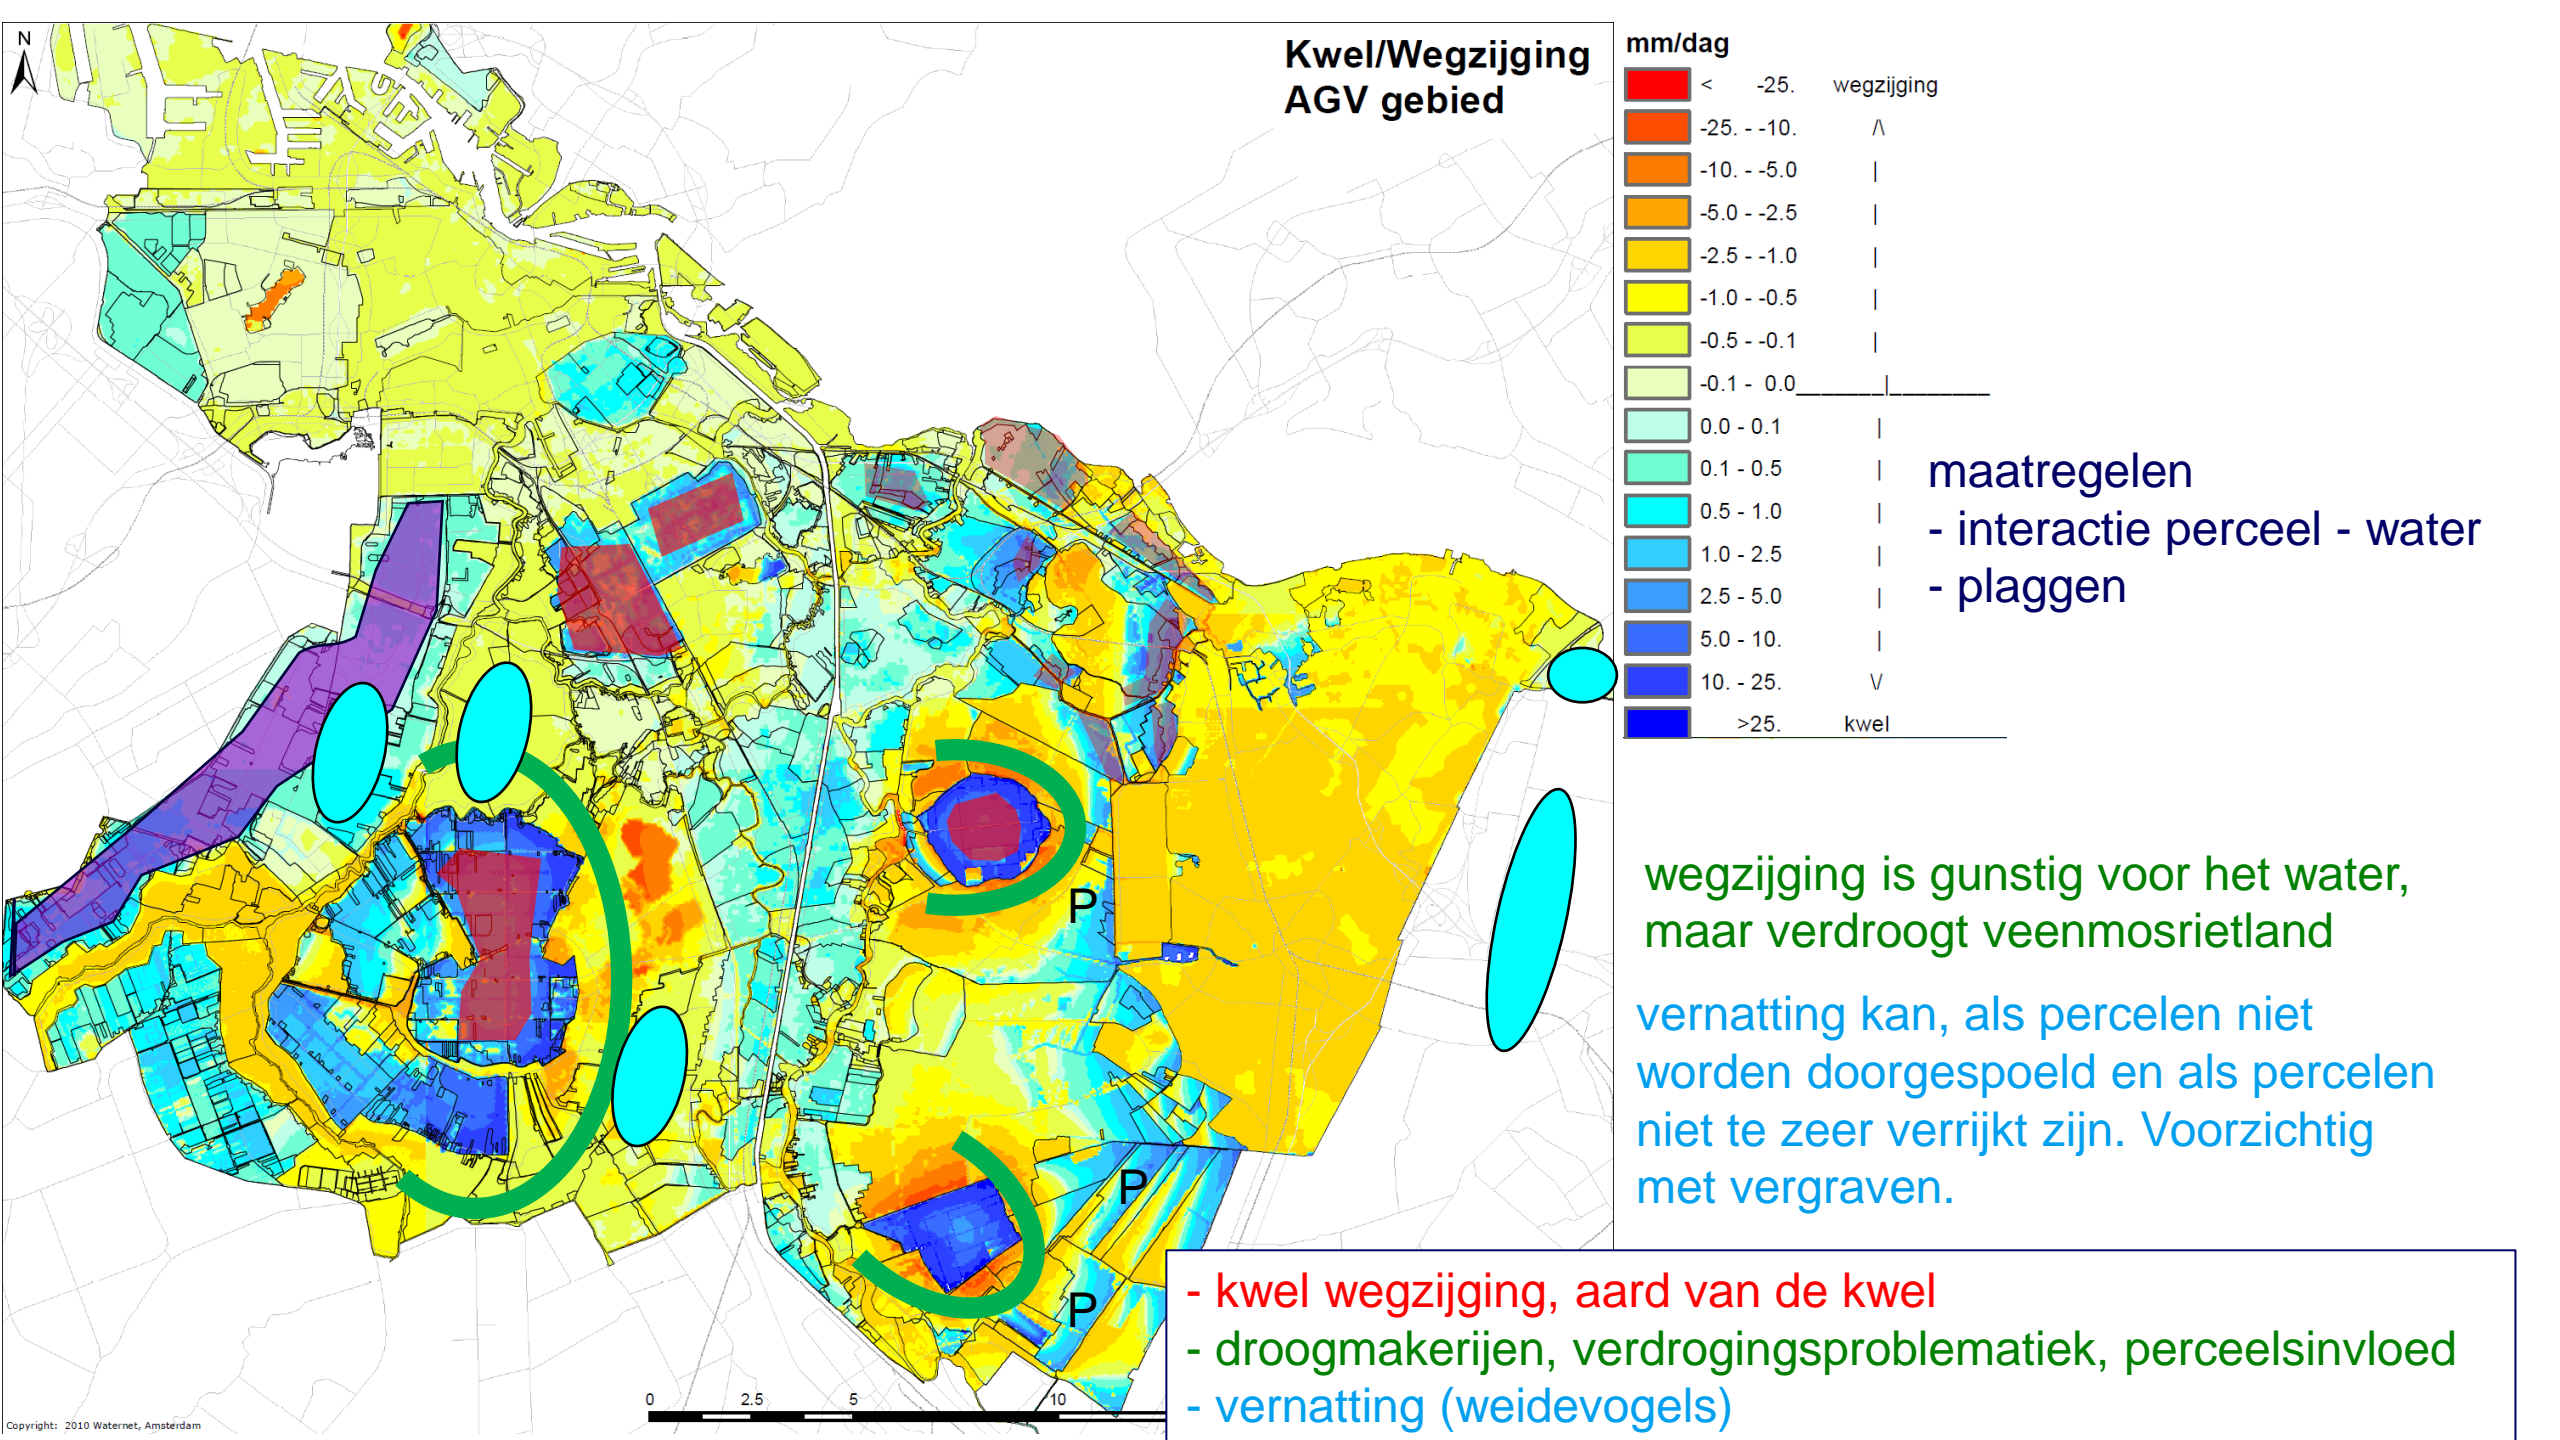 N
Kwel/Wegzijging
AGV gebied
mm/dag
< -25. wegzijging
-25. - -10. /\
-10. - -5.0 |
-5.0 - -2.5 |
-2.5 - -1.0 |
-1.0 - -0.5 |
-0.5 - -0.1 |
-0.1 - 0.0_______|________
0.0 - 0.1 |
0.1 - 0.5 |
0.5 - 1.0 |
1.0 - 2.5 |
2.5 - 5.0 |
5.0 - 10. |
10. - 25. \/
>25. kwel
maatregelen
- interactie perceel - water
- plaggen
wegzijging is gunstig voor het water,
maar verdroogt veenmosrietland
vernatting kan, als percelen niet
worden doorgespoeld en als percelen
niet te zeer verrijkt zijn. Voorzichtig
met vergraven.
P
P
P
- kwel wegzijging, aard van de kwel
- droogmakerijen, verdrogingsproblematiek, perceelsinvloed
- vernatting (weidevogels)
0 2.5 5 10
Copyright: 2010 Waternet, Amsterdam